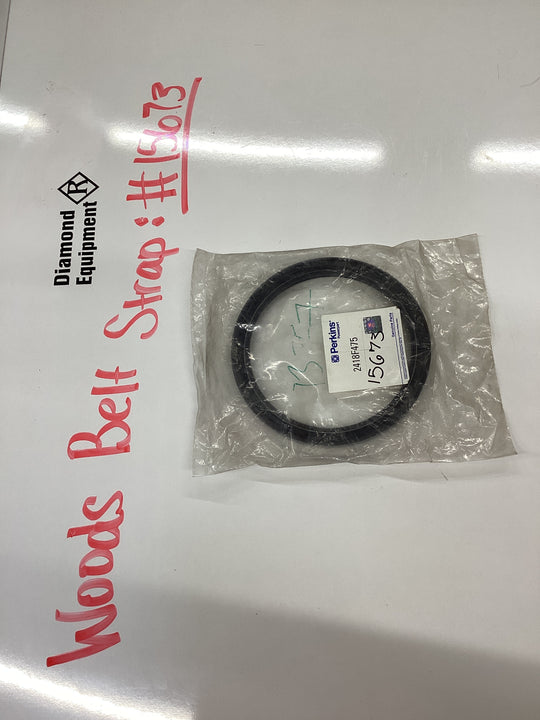 Diamond
Equipment
R
Woods Belt Strap: #15673
Perkins
2418F475
15673